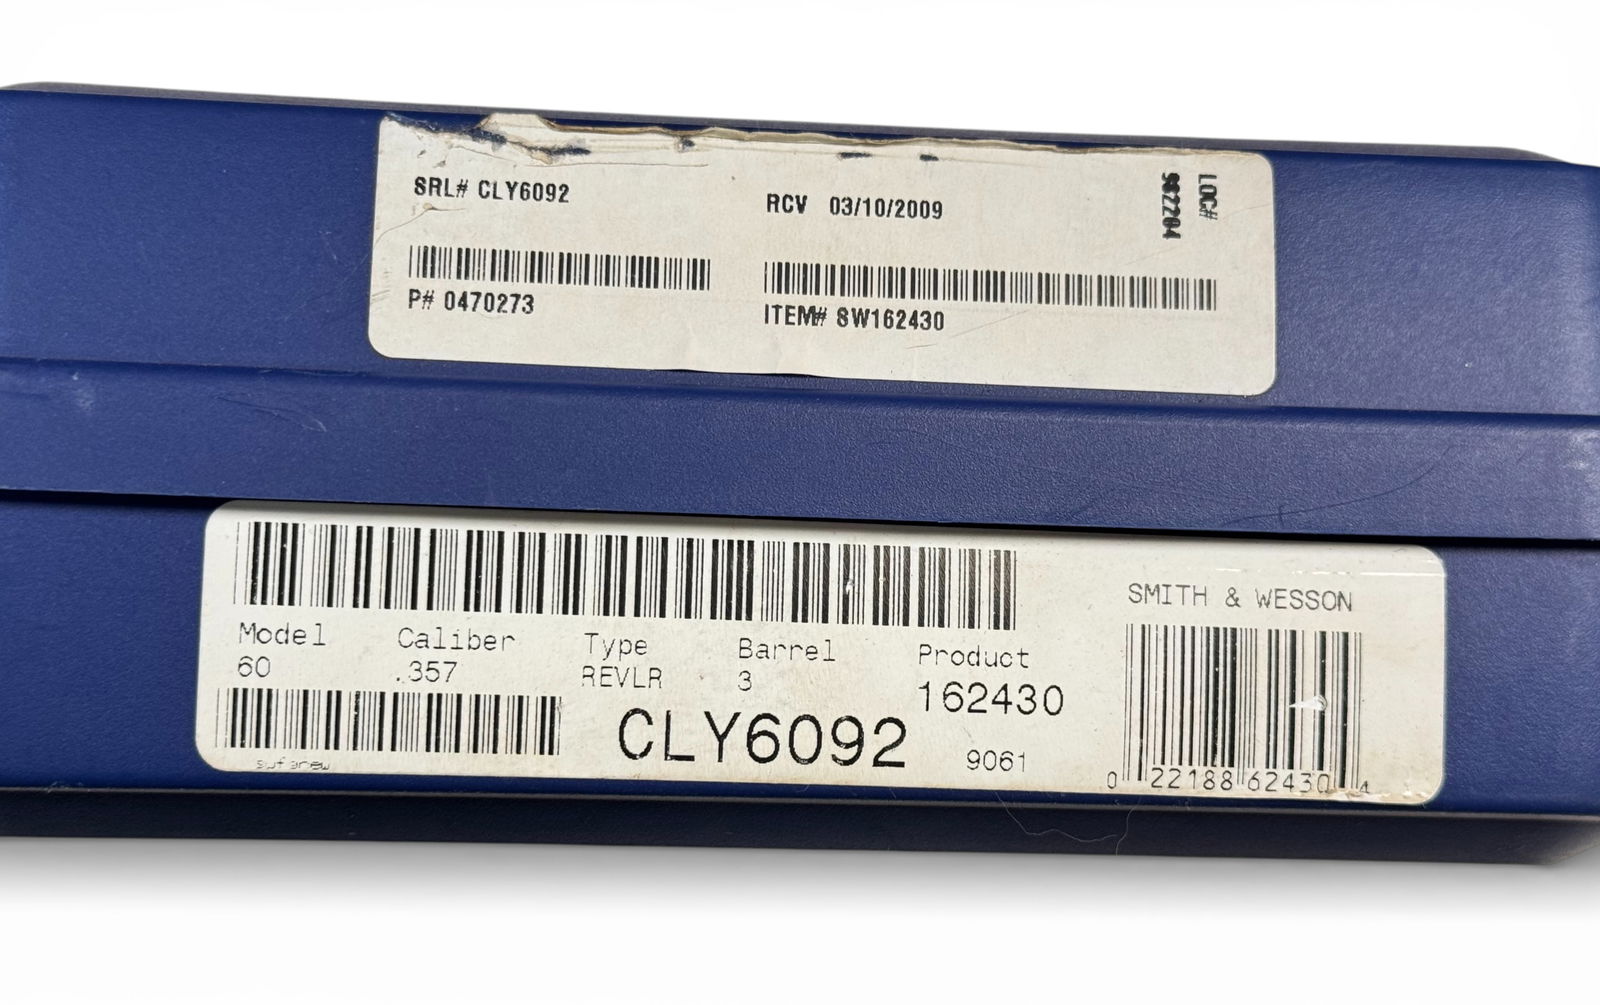 SRL# CLY6092
RCV 03/10/2009
LOC#
P# 0470273
ITEM# SW162430
SMITH & WESSON
Model Caliber Type Barrel Product
60 .357 REVLR 3 162430
CLY6092
9061
0 22188 62430 4